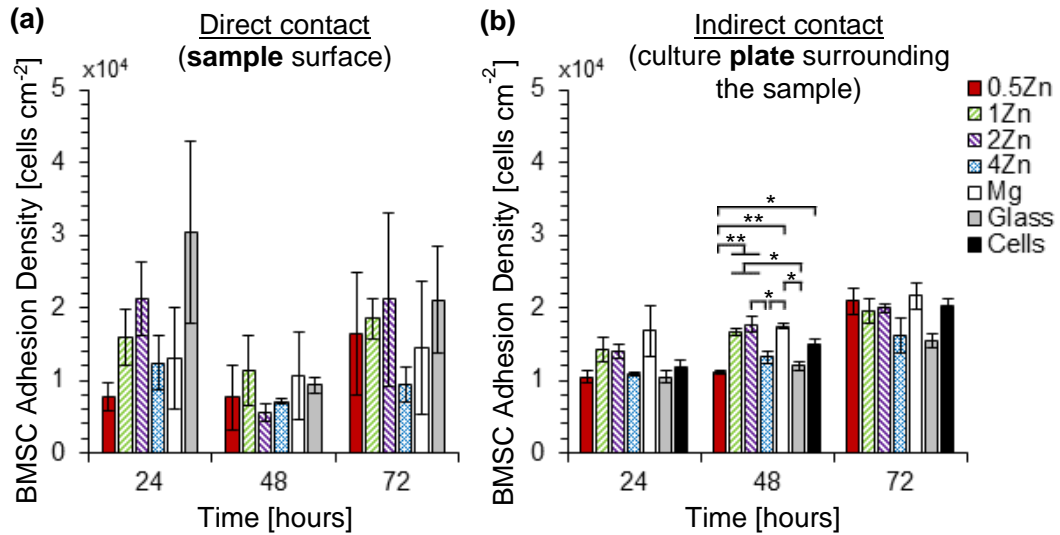 (a)
Direct contact
(sample surface)
x10⁴
BMSC Adhesion Density [cells cm⁻²]
5
4
3
2
1
0
24 48 72
Time [hours]
(b)
Indirect contact
(culture plate surrounding
the sample)
x10⁴
BMSC Adhesion Density [cells cm⁻²]
5
4
3
2
1
0
*
**
**
*
*
*
24 48 72
Time [hours]
0.5Zn
1Zn
2Zn
4Zn
Mg
Glass
Cells